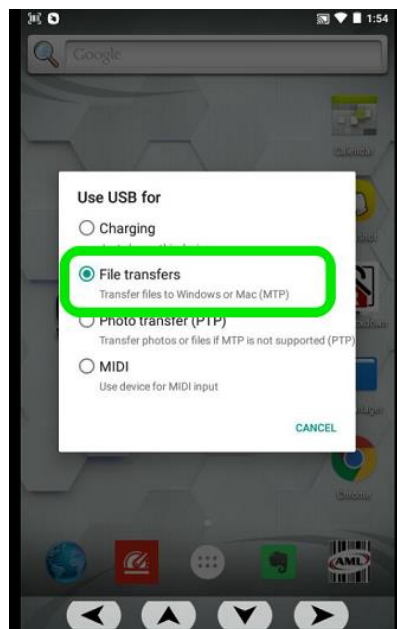 1:54
Google
Calendar
Use USB for
Charging
File transfers
Transfer files to Windows or Mac (MTP)
Photo transfer (PTP)
Transfer photos or files if MTP is not supported (PTP)
MIDI
Use device for MIDI input
CANCEL
Chrome
AML